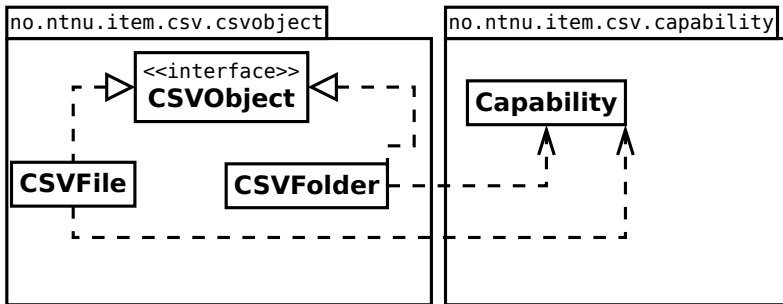 no.ntnu.item.csv.csvobject
no.ntnu.item.csv.capability
<<interface>>
CSVObject
Capability
CSVFile
CSVFolder